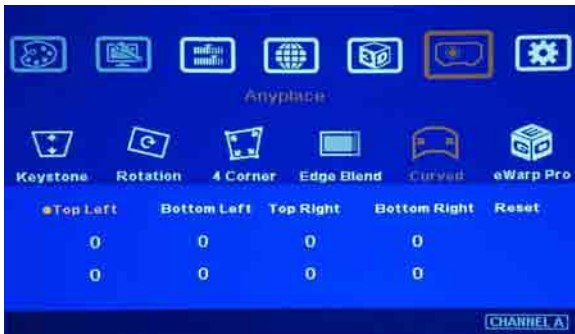 3D
Anyplace
Keystone Rotation 4 Corner Edge Blend Curved eWarp Pro
Top Left Bottom Left Top Right Bottom Right Reset
0 0 0 0
0 0 0 0
CHANNEL A